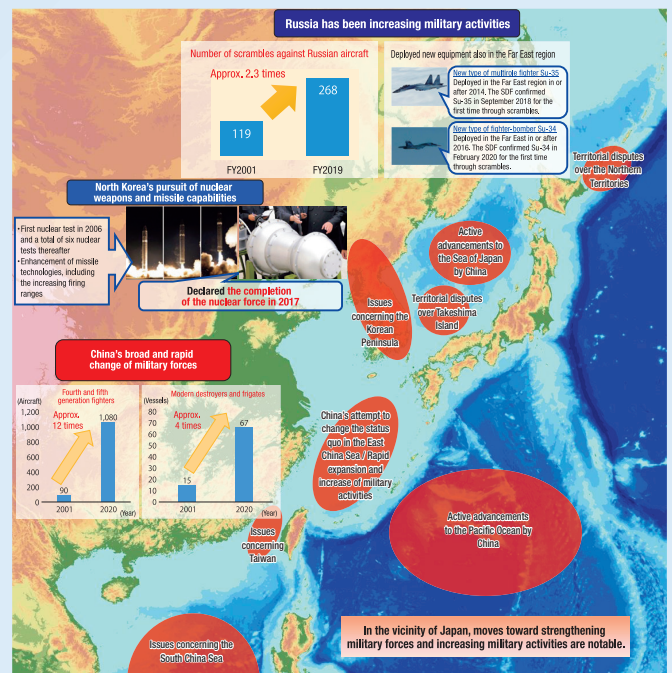 Russia has been increasing military activities
Number of scrambles against Russian aircraft
Approx. 2.3 times
119
268
FY2001
FY2019
Deployed new equipment also in the Far East region
New type of multirole fighter Su-35
Deployed in the Far East region in or
after 2014. The SDF confirmed
Su-35 in September 2018 for the
first time through scrambles.
New type of fighter-bomber Su-34
Deployed in the Far East in or after
2016. The SDF confirmed Su-34 in
February 2020 for the first time
through scrambles.
Territorial disputes
over the Northern
Territories
North Korea's pursuit of nuclear
weapons and missile capabilities
•First nuclear test in 2006
and a total of six nuclear
tests thereafter
•Enhancement of missile
technologies, including
the increasing firing
ranges
Declared the completion
of the nuclear force in 2017
Active
advancements to
the Sea of Japan
by China
Issues
concerning the
Korean
Peninsula
Territorial disputes
over Takeshima
Island
China's broad and rapid
change of military forces
Fourth and fifth
generation fighters
(Aircraft)
1,200
1,000
800
600
400
200
0
Approx.
12 times
90
1,080
2001
2020
(Year)
Modern destroyers and frigates
(Vessels)
80
70
60
50
40
30
20
10
0
Approx.
4 times
15
67
2001
2020
(Year)
China's attempt to
change the status
quo in the East
China Sea / Rapid
expansion and
increase of military
activities
Issues
concerning
Taiwan
Active advancements
to the Pacific Ocean by
China
Issues concerning the
South China Sea
In the vicinity of Japan, moves toward strengthening
military forces and increasing military activities are notable.